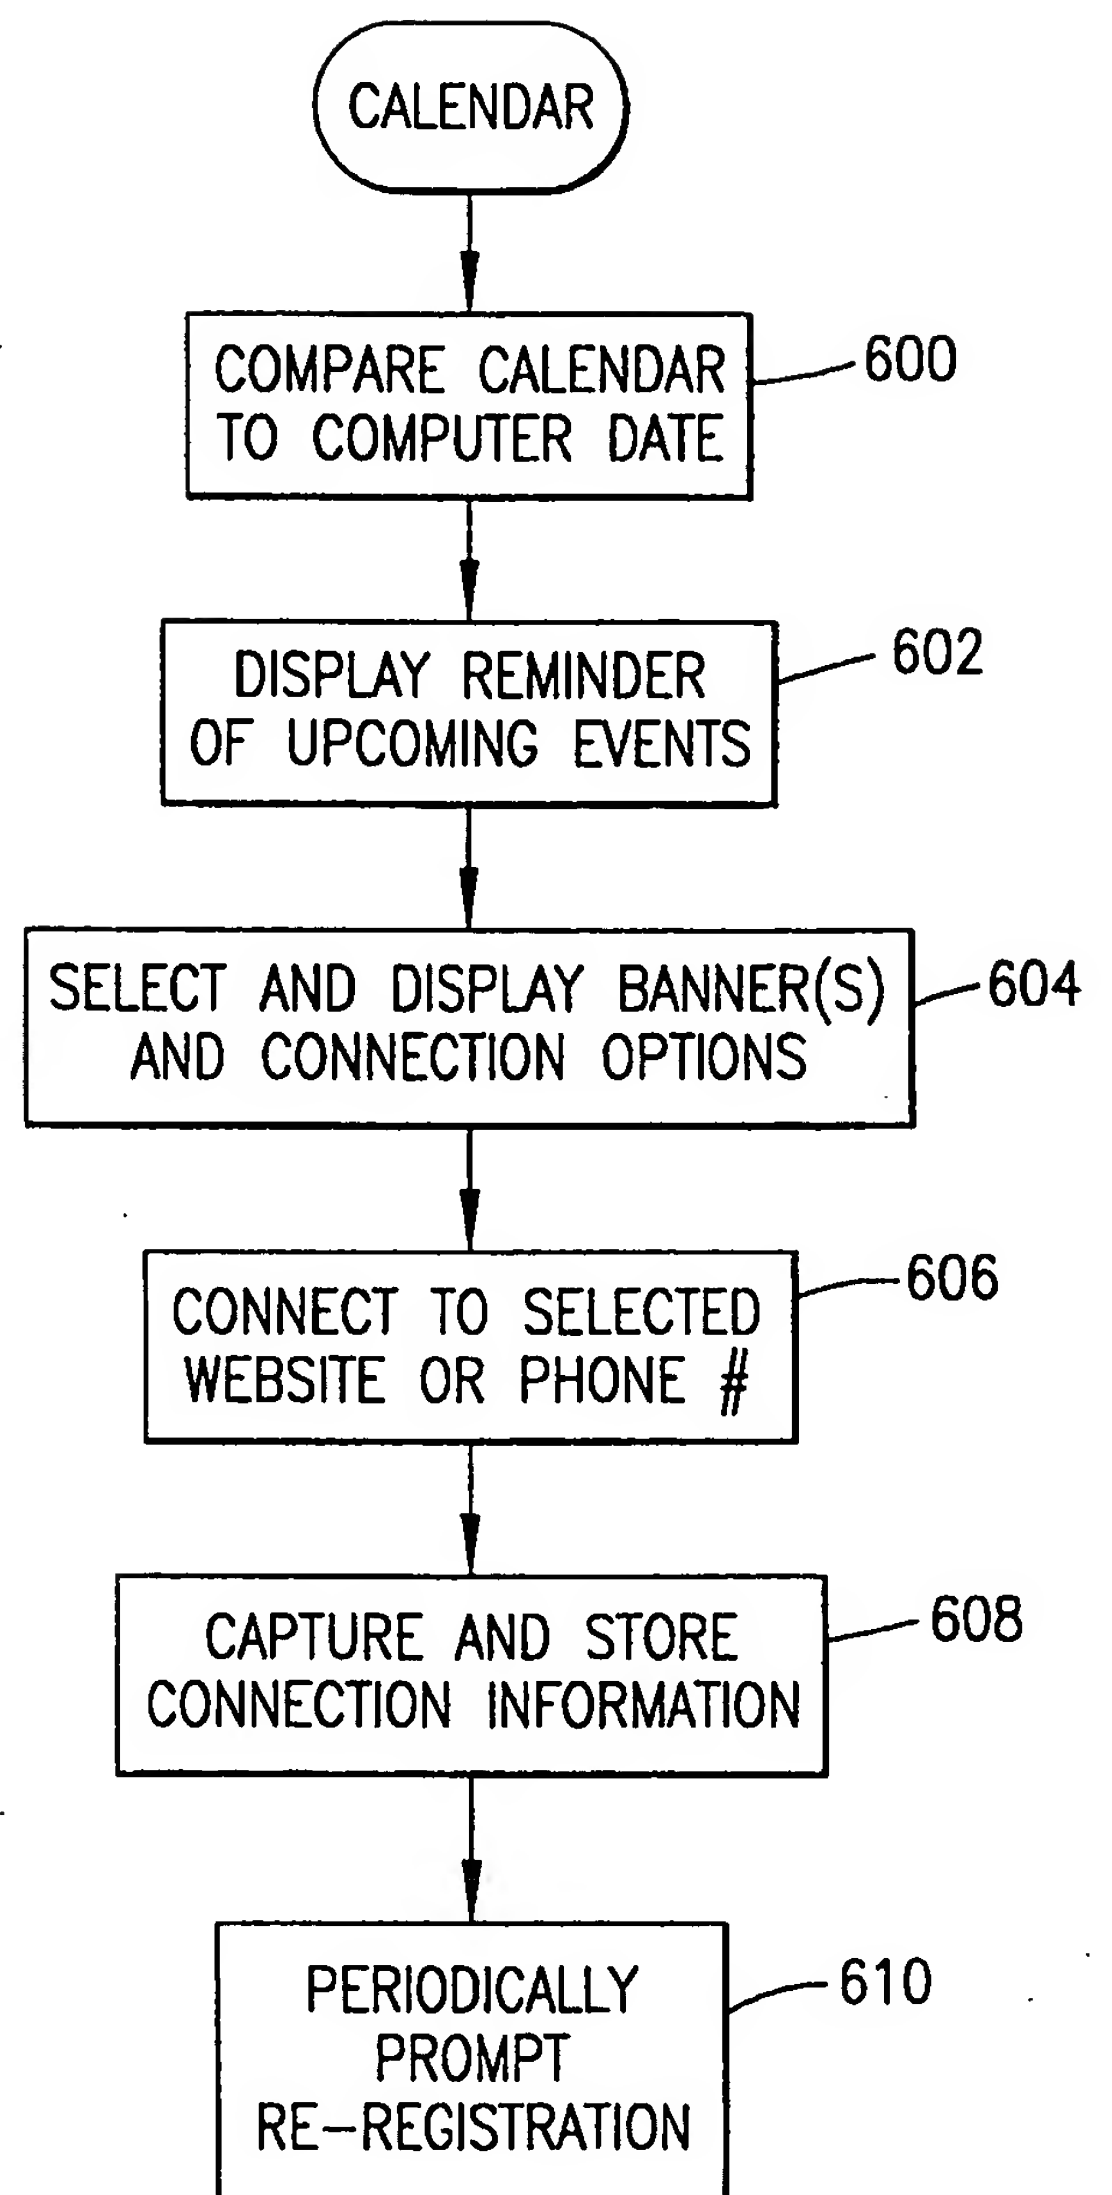 CALENDAR
COMPARE CALENDAR
TO COMPUTER DATE
600
DISPLAY REMINDER
OF UPCOMING EVENTS
602
SELECT AND DISPLAY BANNER(S)
AND CONNECTION OPTIONS
604
CONNECT TO SELECTED
WEBSITE OR PHONE #
606
CAPTURE AND STORE
CONNECTION INFORMATION
608
PERIODICALLY
PROMPT
RE-REGISTRATION
610